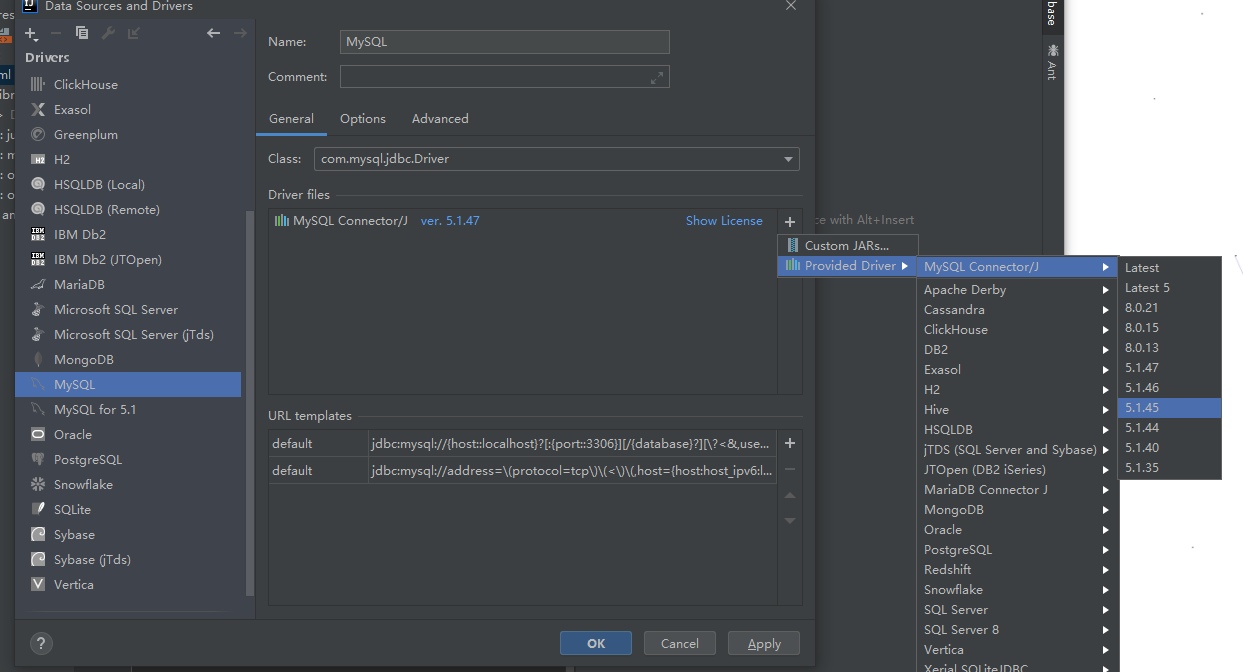 Data Sources and Drivers
Name:
MySQL
Comment:
Drivers
ClickHouse
Exasol
Greenplum
H2
HSQLDB (Local)
HSQLDB (Remote)
IBM Db2
IBM Db2 (JTOpen)
MariaDB
Microsoft SQL Server
Microsoft SQL Server (jTds)
MongoDB
MySQL
MySQL for 5.1
Oracle
PostgreSQL
Snowflake
SQLite
Sybase
Sybase (jTds)
Vertica
General
Options
Advanced
Class:
com.mysql.jdbc.Driver
Driver files
MySQL Connector/J ver. 5.1.47
Show License
URL templates
default
jdbc:mysql://{host::localhost}?[:{port::3306}][/{database}?][\?<&,use...
default
jdbc:mysql://address=\(protocol=tcp\)\(<\)\(,host={host:host_ipv6:l...
?
OK
Cancel
Apply
ce with Alt+Insert
Custom JARs...
Provided Driver
MySQL Connector/J
Apache Derby
Cassandra
ClickHouse
DB2
Exasol
H2
Hive
HSQLDB
jTDS (SQL Server and Sybase)
JTOpen (DB2 iSeries)
MariaDB Connector J
MongoDB
Oracle
PostgreSQL
Redshift
Snowflake
SQL Server
SQL Server 8
Vertica
Xerial SQLiteJDBC
Latest
Latest 5
8.0.21
8.0.15
8.0.13
5.1.47
5.1.46
5.1.45
5.1.44
5.1.40
5.1.35
base
Ant